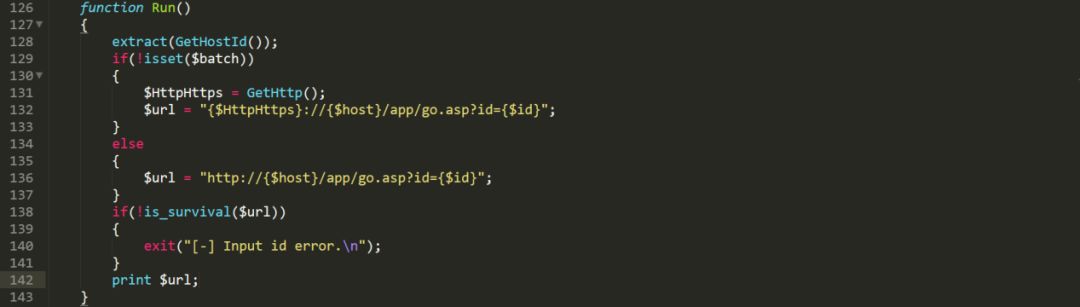 126 function Run()
127 {
128 extract(GetHostId());
129 if(!isset($batch))
130 {
131 $HttpHttps = GetHttp();
132 $url = "{$HttpHttps}://{$host}/app/go.asp?id={$id}";
133 }
134 else
135 {
136 $url = "http://{$host}/app/go.asp?id={$id}";
137 }
138 if(!is_survival($url))
139 {
140 exit("[-] Input id error.\n");
141 }
142 print $url;
143 }